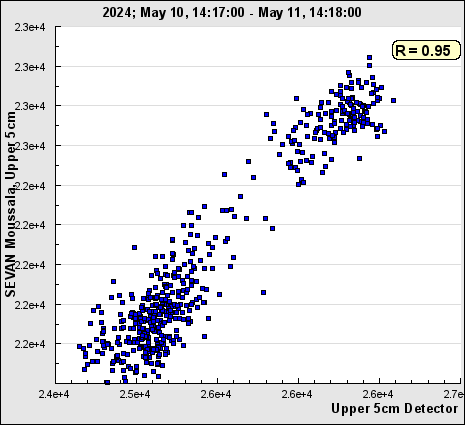 2024; May 10, 14:17:00 - May 11, 14:18:00
R = 0.95
SEVAN Moussala, Upper 5cm
2.3e+4
2.3e+4
2.3e+4
2.3e+4
2.2e+4
2.2e+4
2.2e+4
2.2e+4
2.2e+4
2.4e+4
2.5e+4
2.6e+4
2.6e+4
2.6e+4
2.7e+4
Upper 5cm Detector